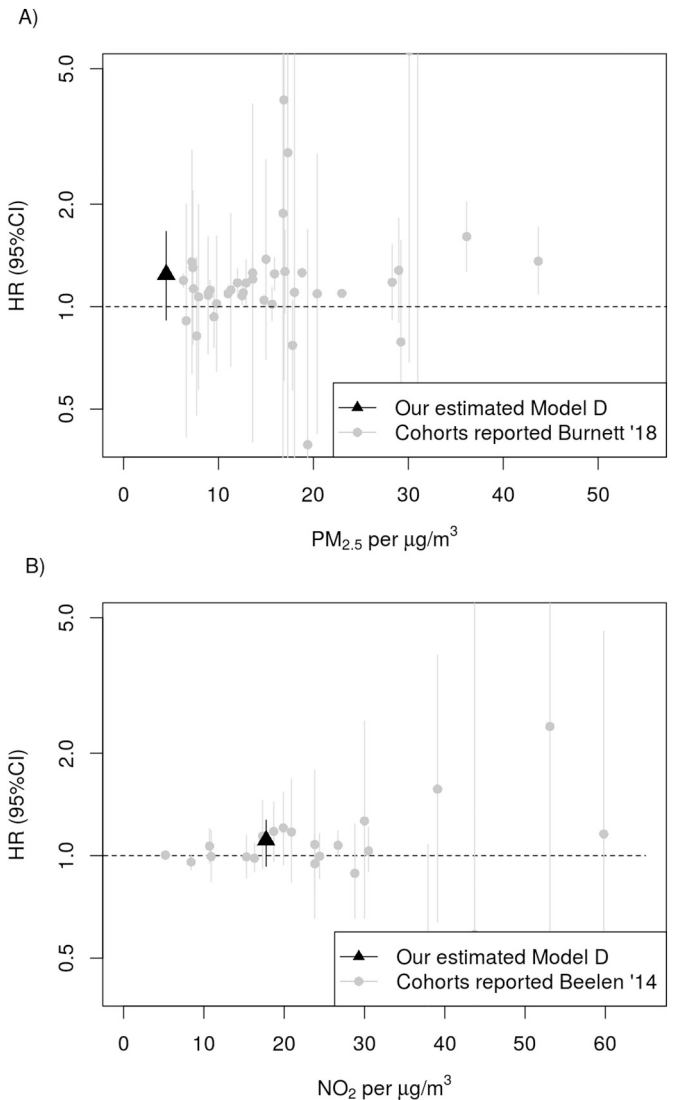 A)
5.0
2.0
1.0
0.5
HR (95%CI)
Our estimated Model D
Cohorts reported Burnett '18
0 10 20 30 40 50
PM2.5 per μg/m3
B)
5.0
2.0
1.0
0.5
HR (95%CI)
Our estimated Model D
Cohorts reported Beelen '14
0 10 20 30 40 50 60
NO2 per μg/m3